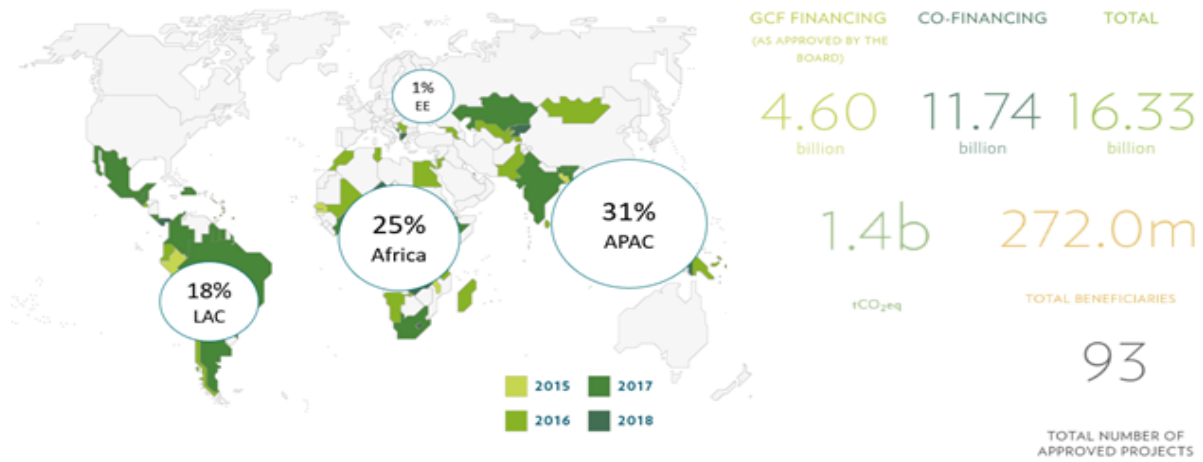 1%
EE
25%
Africa
31%
APAC
18%
LAC
2015
2017
2016
2018
GCF FINANCING
(AS APPROVED BY THE
BOARD)
CO-FINANCING
TOTAL
4.60
billion
11.74
billion
16.33
billion
1.4b
tCO₂eq
272.0m
TOTAL BENEFICIARIES
93
TOTAL NUMBER OF
APPROVED PROJECTS